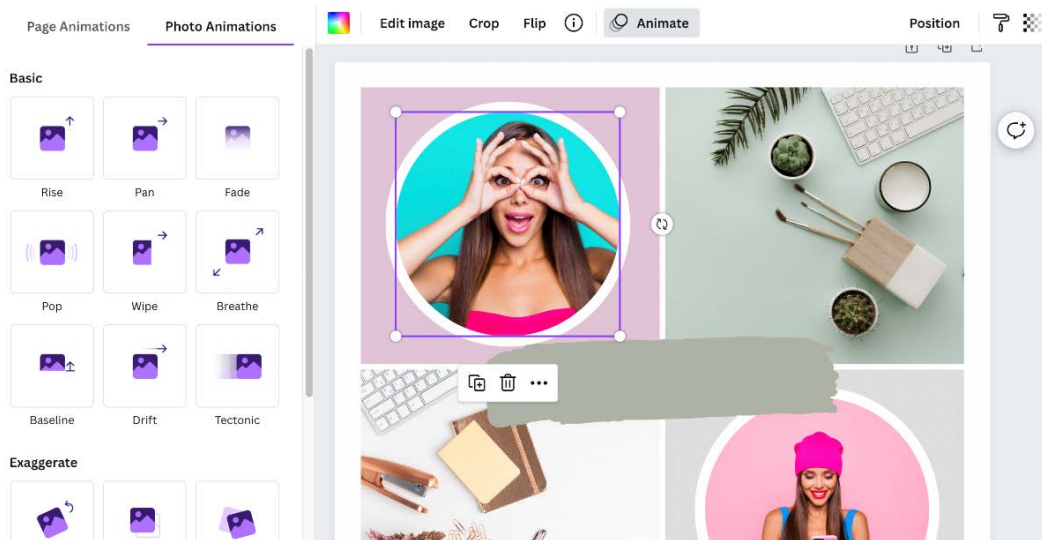 Page Animations
Photo Animations
Edit image
Crop
Flip
Animate
Position
Basic
Rise
Pan
Fade
Pop
Wipe
Breathe
Baseline
Drift
Tectonic
Exaggerate